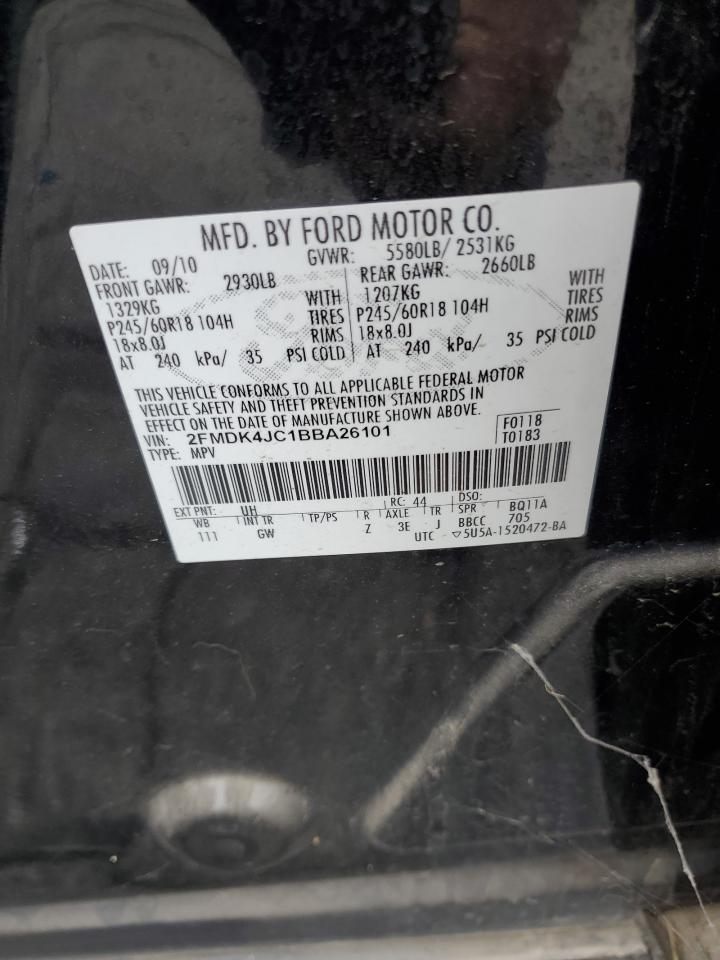 MFD. BY FORD MOTOR CO.
DATE: 09/10 GVWR: 5580LB/ 2531KG
FRONT GAWR: 2930LB REAR GAWR: 2660LB
1329KG WITH 1207KG WITH
P245/60R18 104H TIRES P245/60R18 104H TIRES
18x8.0J RIMS 18x8.0J RIMS
AT 240 kPa/ 35 PSI COLD AT 240 kPa/ 35 PSI COLD
THIS VEHICLE CONFORMS TO ALL APPLICABLE FEDERAL MOTOR
VEHICLE SAFETY AND THEFT PREVENTION STANDARDS IN
EFFECT ON THE DATE OF MANUFACTURE SHOWN ABOVE.
VIN: 2FMDK4JC1BBA26101 F0118
TYPE: MPV T0183
EXT PNT: UH RC: 44 DSO:
WB INT TR TP/PS R AXLE TR SPR BQ11A
111 GW Z 3E J BBCC 705
UTC ▽5U5A-1520472-BA